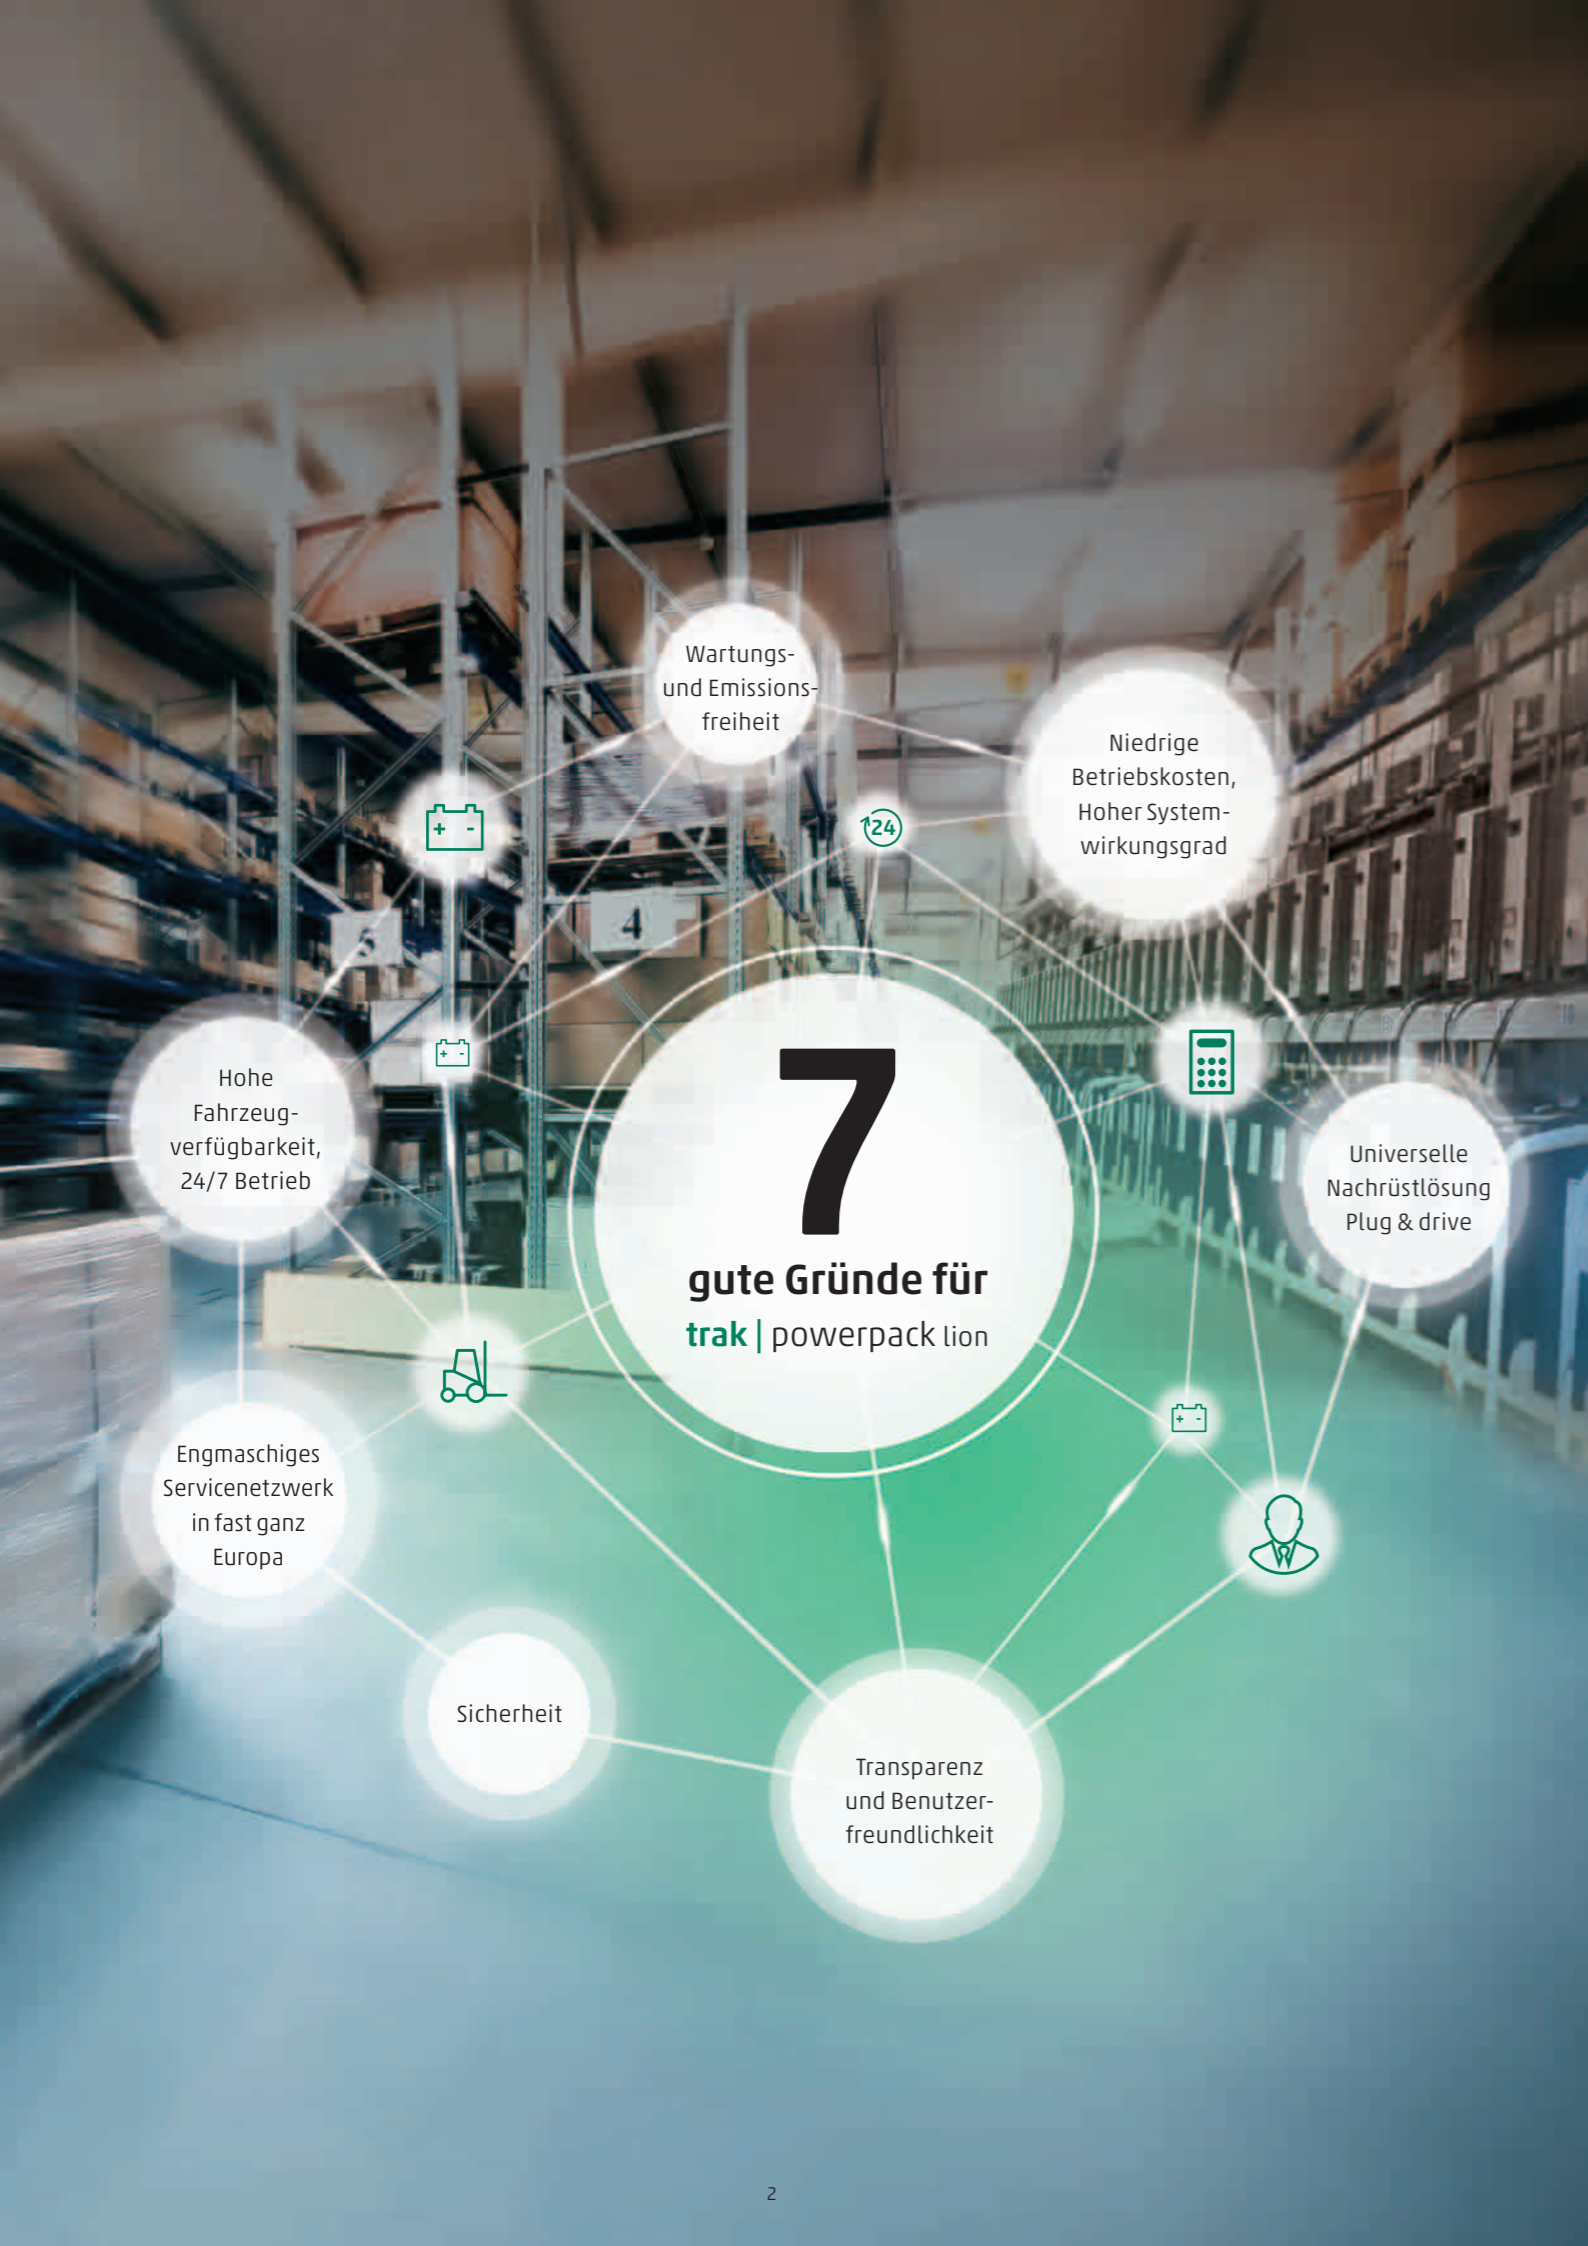 Wartungs-
und Emissions-
freiheit
Niedrige
Betriebskosten,
Hoher System-
wirkungsgrad
24
4
5
Hohe
Fahrzeug-
verfügbarkeit,
24/7 Betrieb
7
gute Gründe für
trak | powerpack lion
Universelle
Nachrüstlösung
Plug & drive
Engmaschiges
Servicenetzwerk
in fast ganz
Europa
Sicherheit
Transparenz
und Benutzer-
freundlichkeit
2